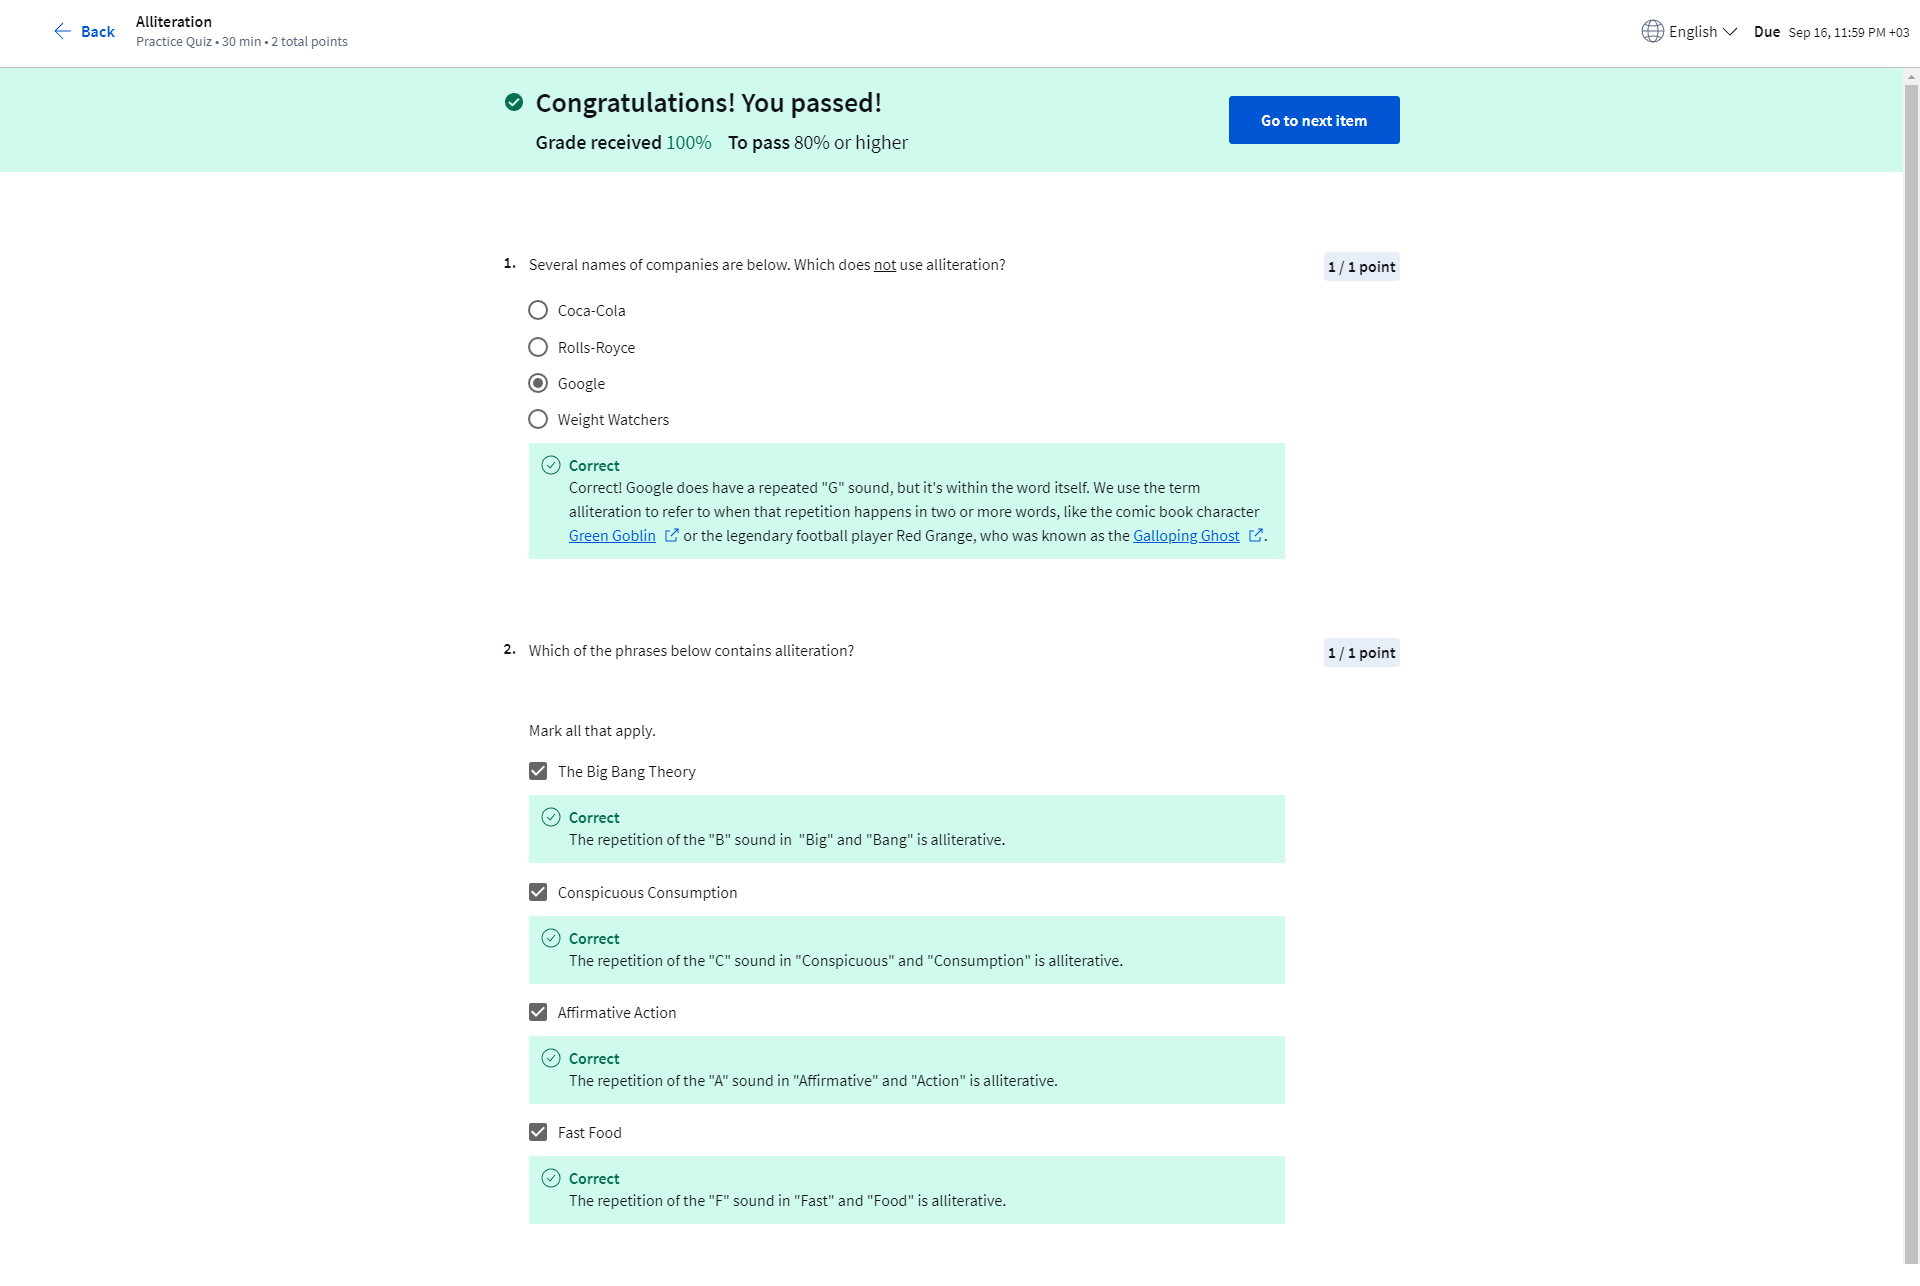 Back
Alliteration
Practice Quiz • 30 min • 2 total points
English
Due Sep 16, 11:59 PM +03
Congratulations! You passed!
Grade received 100% To pass 80% or higher
Go to next item
1. Several names of companies are below. Which does not use alliteration?
1 / 1 point
Coca-Cola
Rolls-Royce
Google
Weight Watchers
Correct
Correct! Google does have a repeated "G" sound, but it's within the word itself. We use the term
alliteration to refer to when that repetition happens in two or more words, like the comic book character
Green Goblin or the legendary football player Red Grange, who was known as the Galloping Ghost.
2. Which of the phrases below contains alliteration?
1 / 1 point
Mark all that apply.
The Big Bang Theory
Correct
The repetition of the "B" sound in  "Big" and "Bang" is alliterative.
Conspicuous Consumption
Correct
The repetition of the "C" sound in "Conspicuous" and "Consumption" is alliterative.
Affirmative Action
Correct
The repetition of the "A" sound in "Affirmative" and "Action" is alliterative.
Fast Food
Correct
The repetition of the "F" sound in "Fast" and "Food" is alliterative.